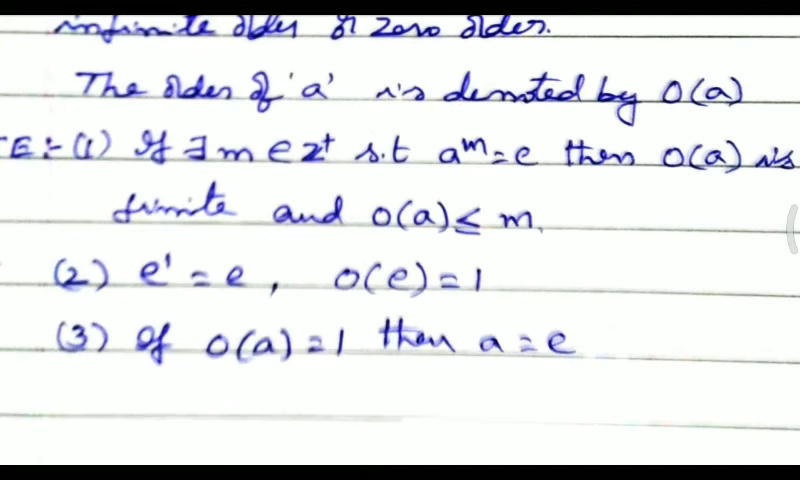 infinite order or zero order.
The order of 'a' is denoted by O(a)
TE :- (1) If ∃ m ∈ z⁺ s.t aᵐ = e then O(a) is
finite and O(a) ≤ m.
(2) e¹ = e, O(e) = 1
(3) If O(a) = 1 then a = e